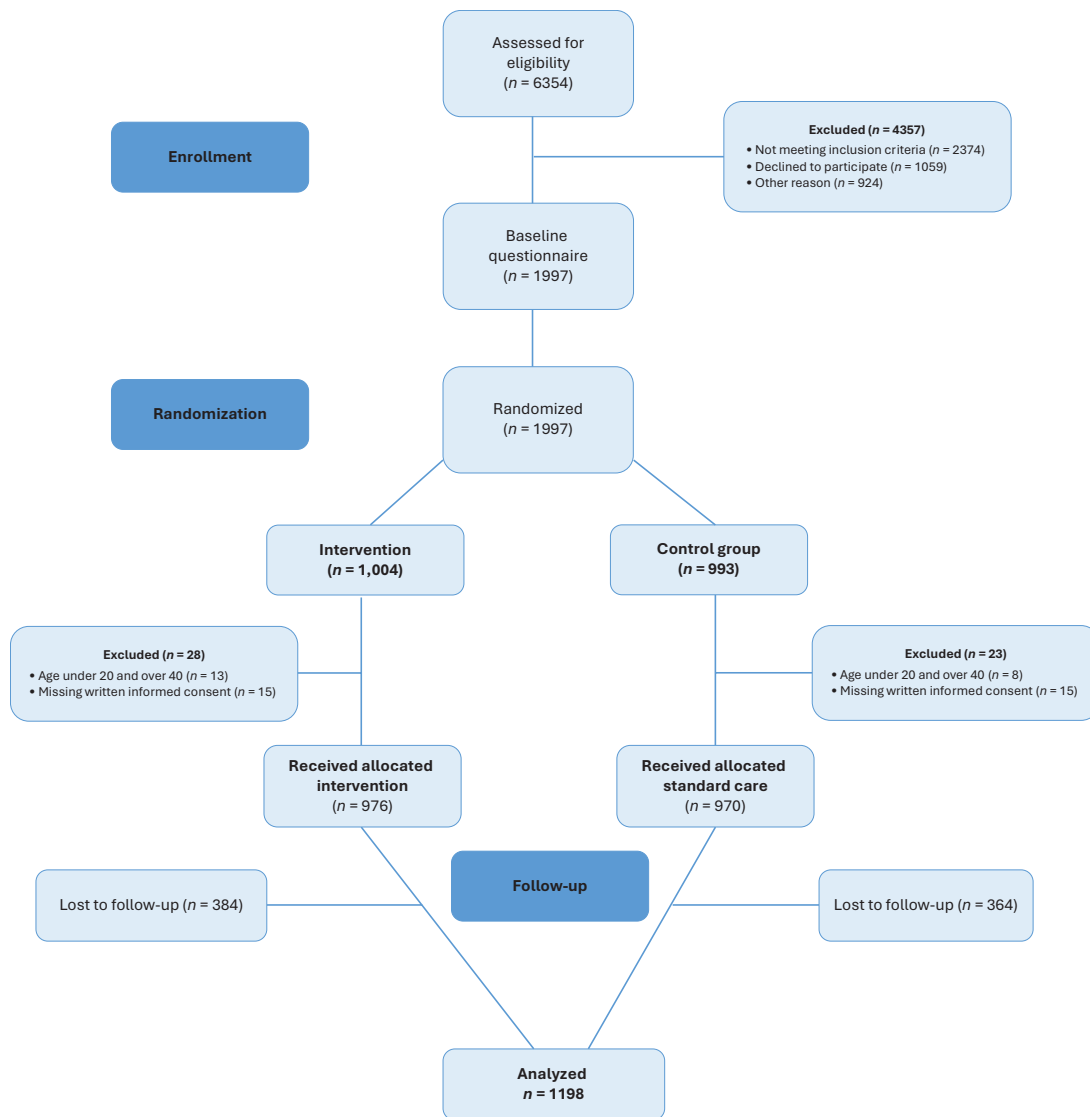 Assessed for
eligibility
(n = 6354)
Enrollment
Excluded (n = 4357)
• Not meeting inclusion criteria (n = 2374)
• Declined to participate (n = 1059)
• Other reason (n = 924)
Baseline
questionnaire
(n = 1997)
Randomization
Randomized
(n = 1997)
Intervention
(n = 1,004)
Control group
(n = 993)
Excluded (n = 28)
• Age under 20 and over 40 (n = 13)
• Missing written informed consent (n = 15)
Excluded (n = 23)
• Age under 20 and over 40 (n = 8)
• Missing written informed consent (n = 15)
Received allocated
intervention
(n = 976)
Received allocated
standard care
(n = 970)
Follow-up
Lost to follow-up (n = 384)
Lost to follow-up (n = 364)
Analyzed
n = 1198